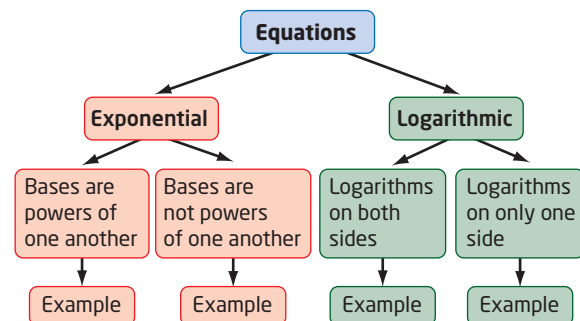 Equations
Exponential
Logarithmic
Bases are
powers of
one another
Bases are
not powers
of one another
Logarithms
on both
sides
Logarithms
on only one
side
Example
Example
Example
Example